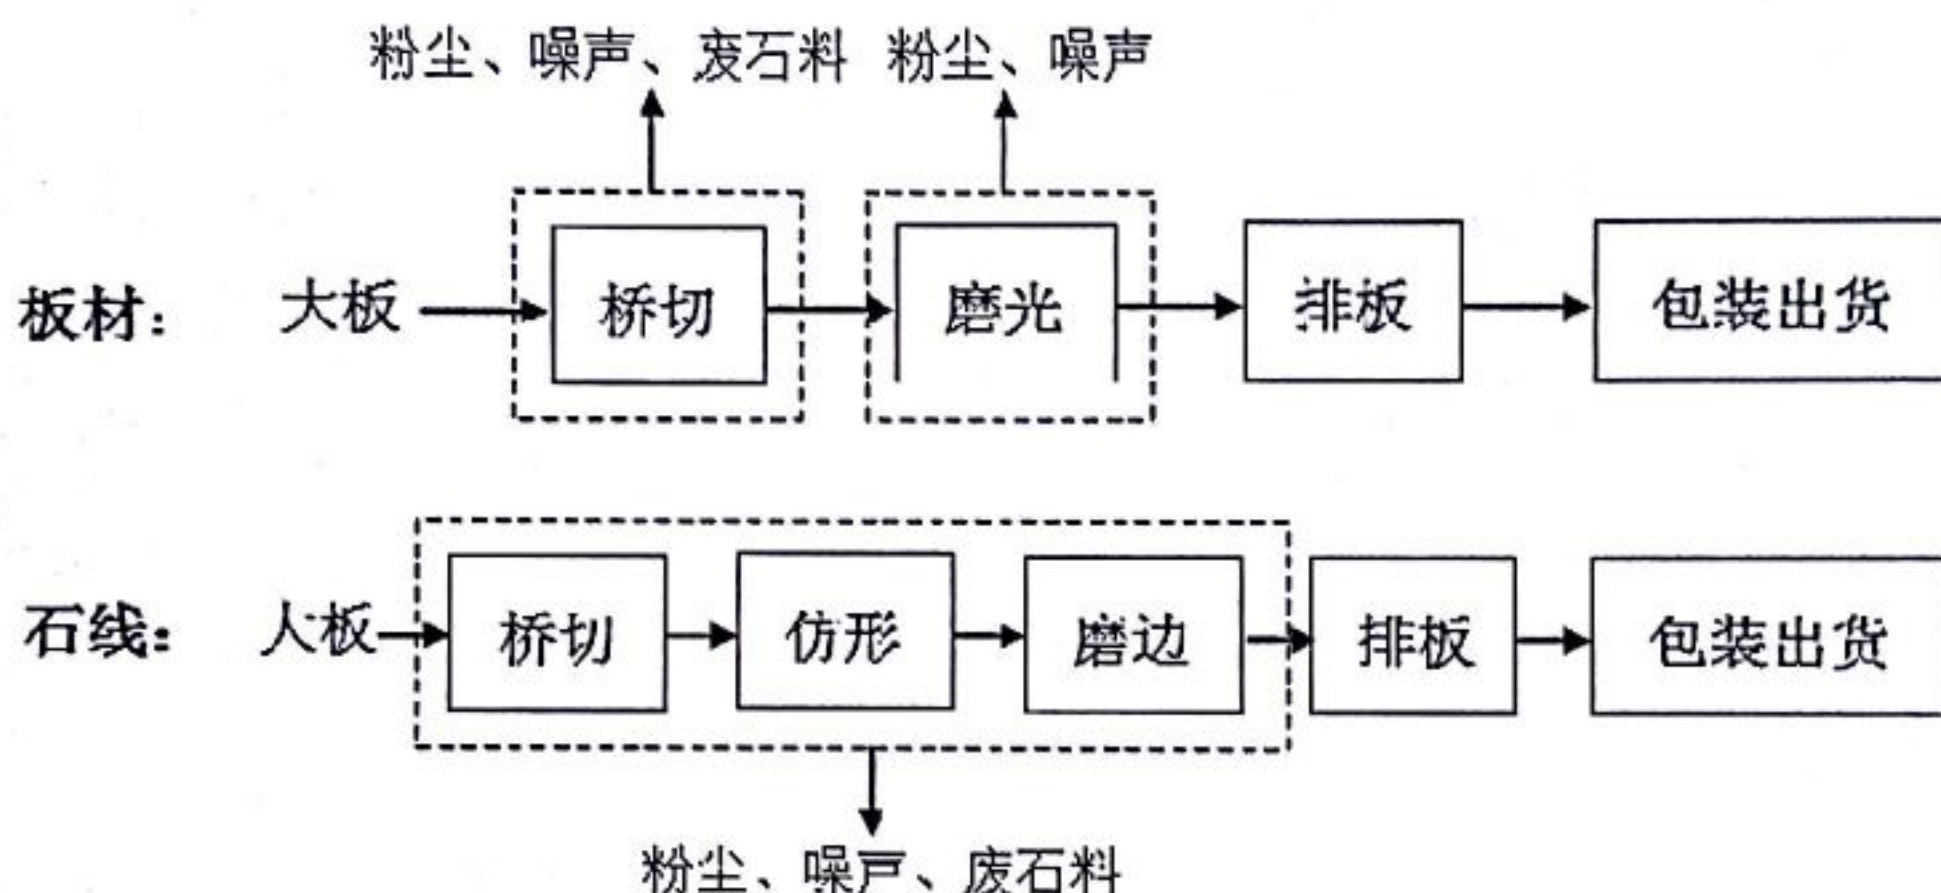 粉尘、噪声、废石料 粉尘、噪声
板材： 大板 桥切 磨光 排板 包装出货
石线： 人板 桥切 仿形 磨边 排板 包装出货
粉尘、噪声、废石料